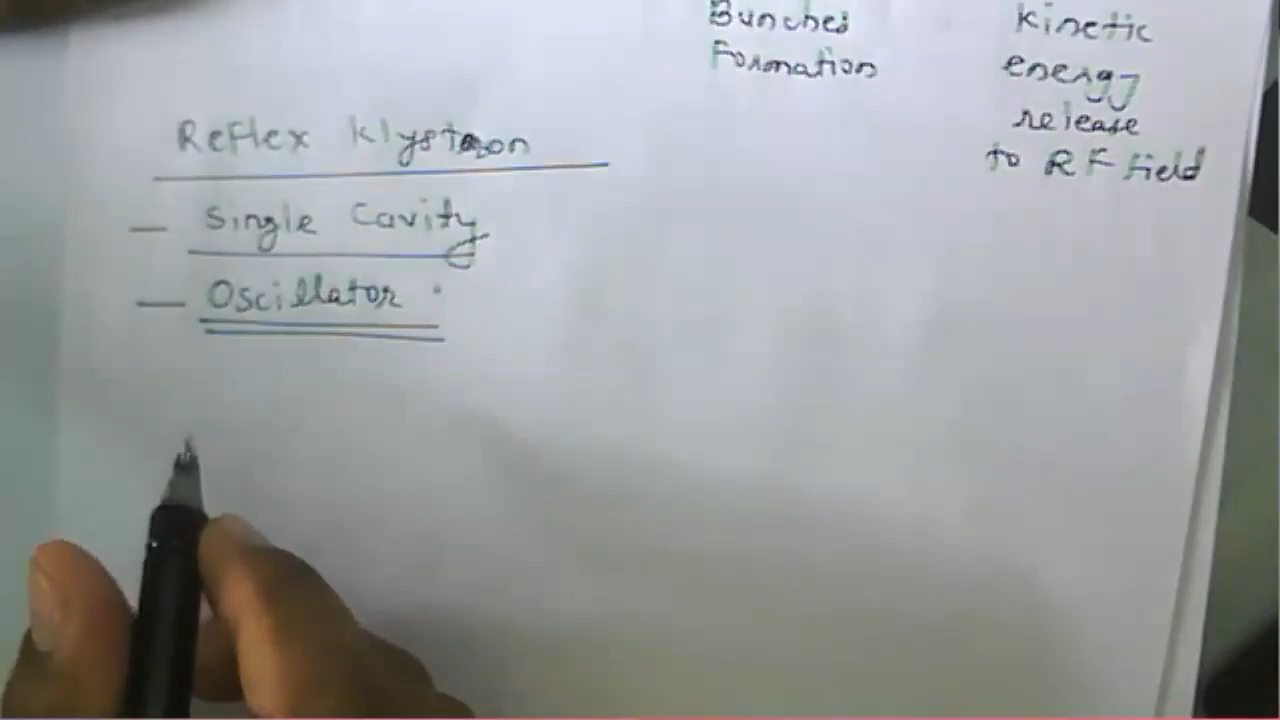 Bunches
Formation
Kinetic
energy
release
to RF field
Reflex Klystron
— Single Cavity
— Oscillator